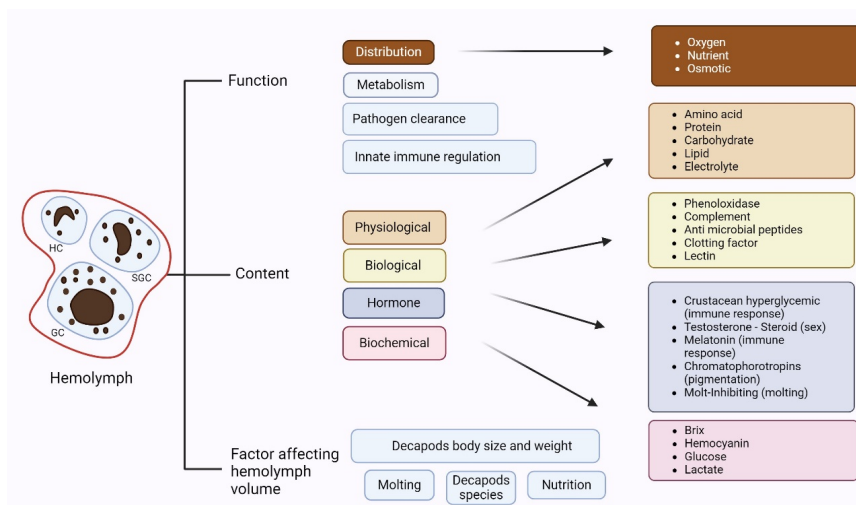 Function
Distribution
Metabolism
Pathogen clearance
Innate immune regulation
• Oxygen
• Nutrient
• Osmotic
HC
SGC
GC
Hemolymph
Content
Physiological
Biological
Hormone
Biochemical
• Amino acid
• Protein
• Carbohydrate
• Lipid
• Electrolyte
• Phenoloxidase
• Complement
• Anti microbial peptides
• Clotting factor
• Lectin
• Crustacean hyperglycemic
(immune response)
• Testosterone - Steroid (sex)
• Melatonin (immune
response)
• Chromatophorotropins
(pigmentation)
• Molt-Inhibiting (molting)
• Brix
• Hemocyanin
• Glucose
• Lactate
Factor affecting
hemolymph
volume
Decapods body size and weight
Molting
Decapods
species
Nutrition